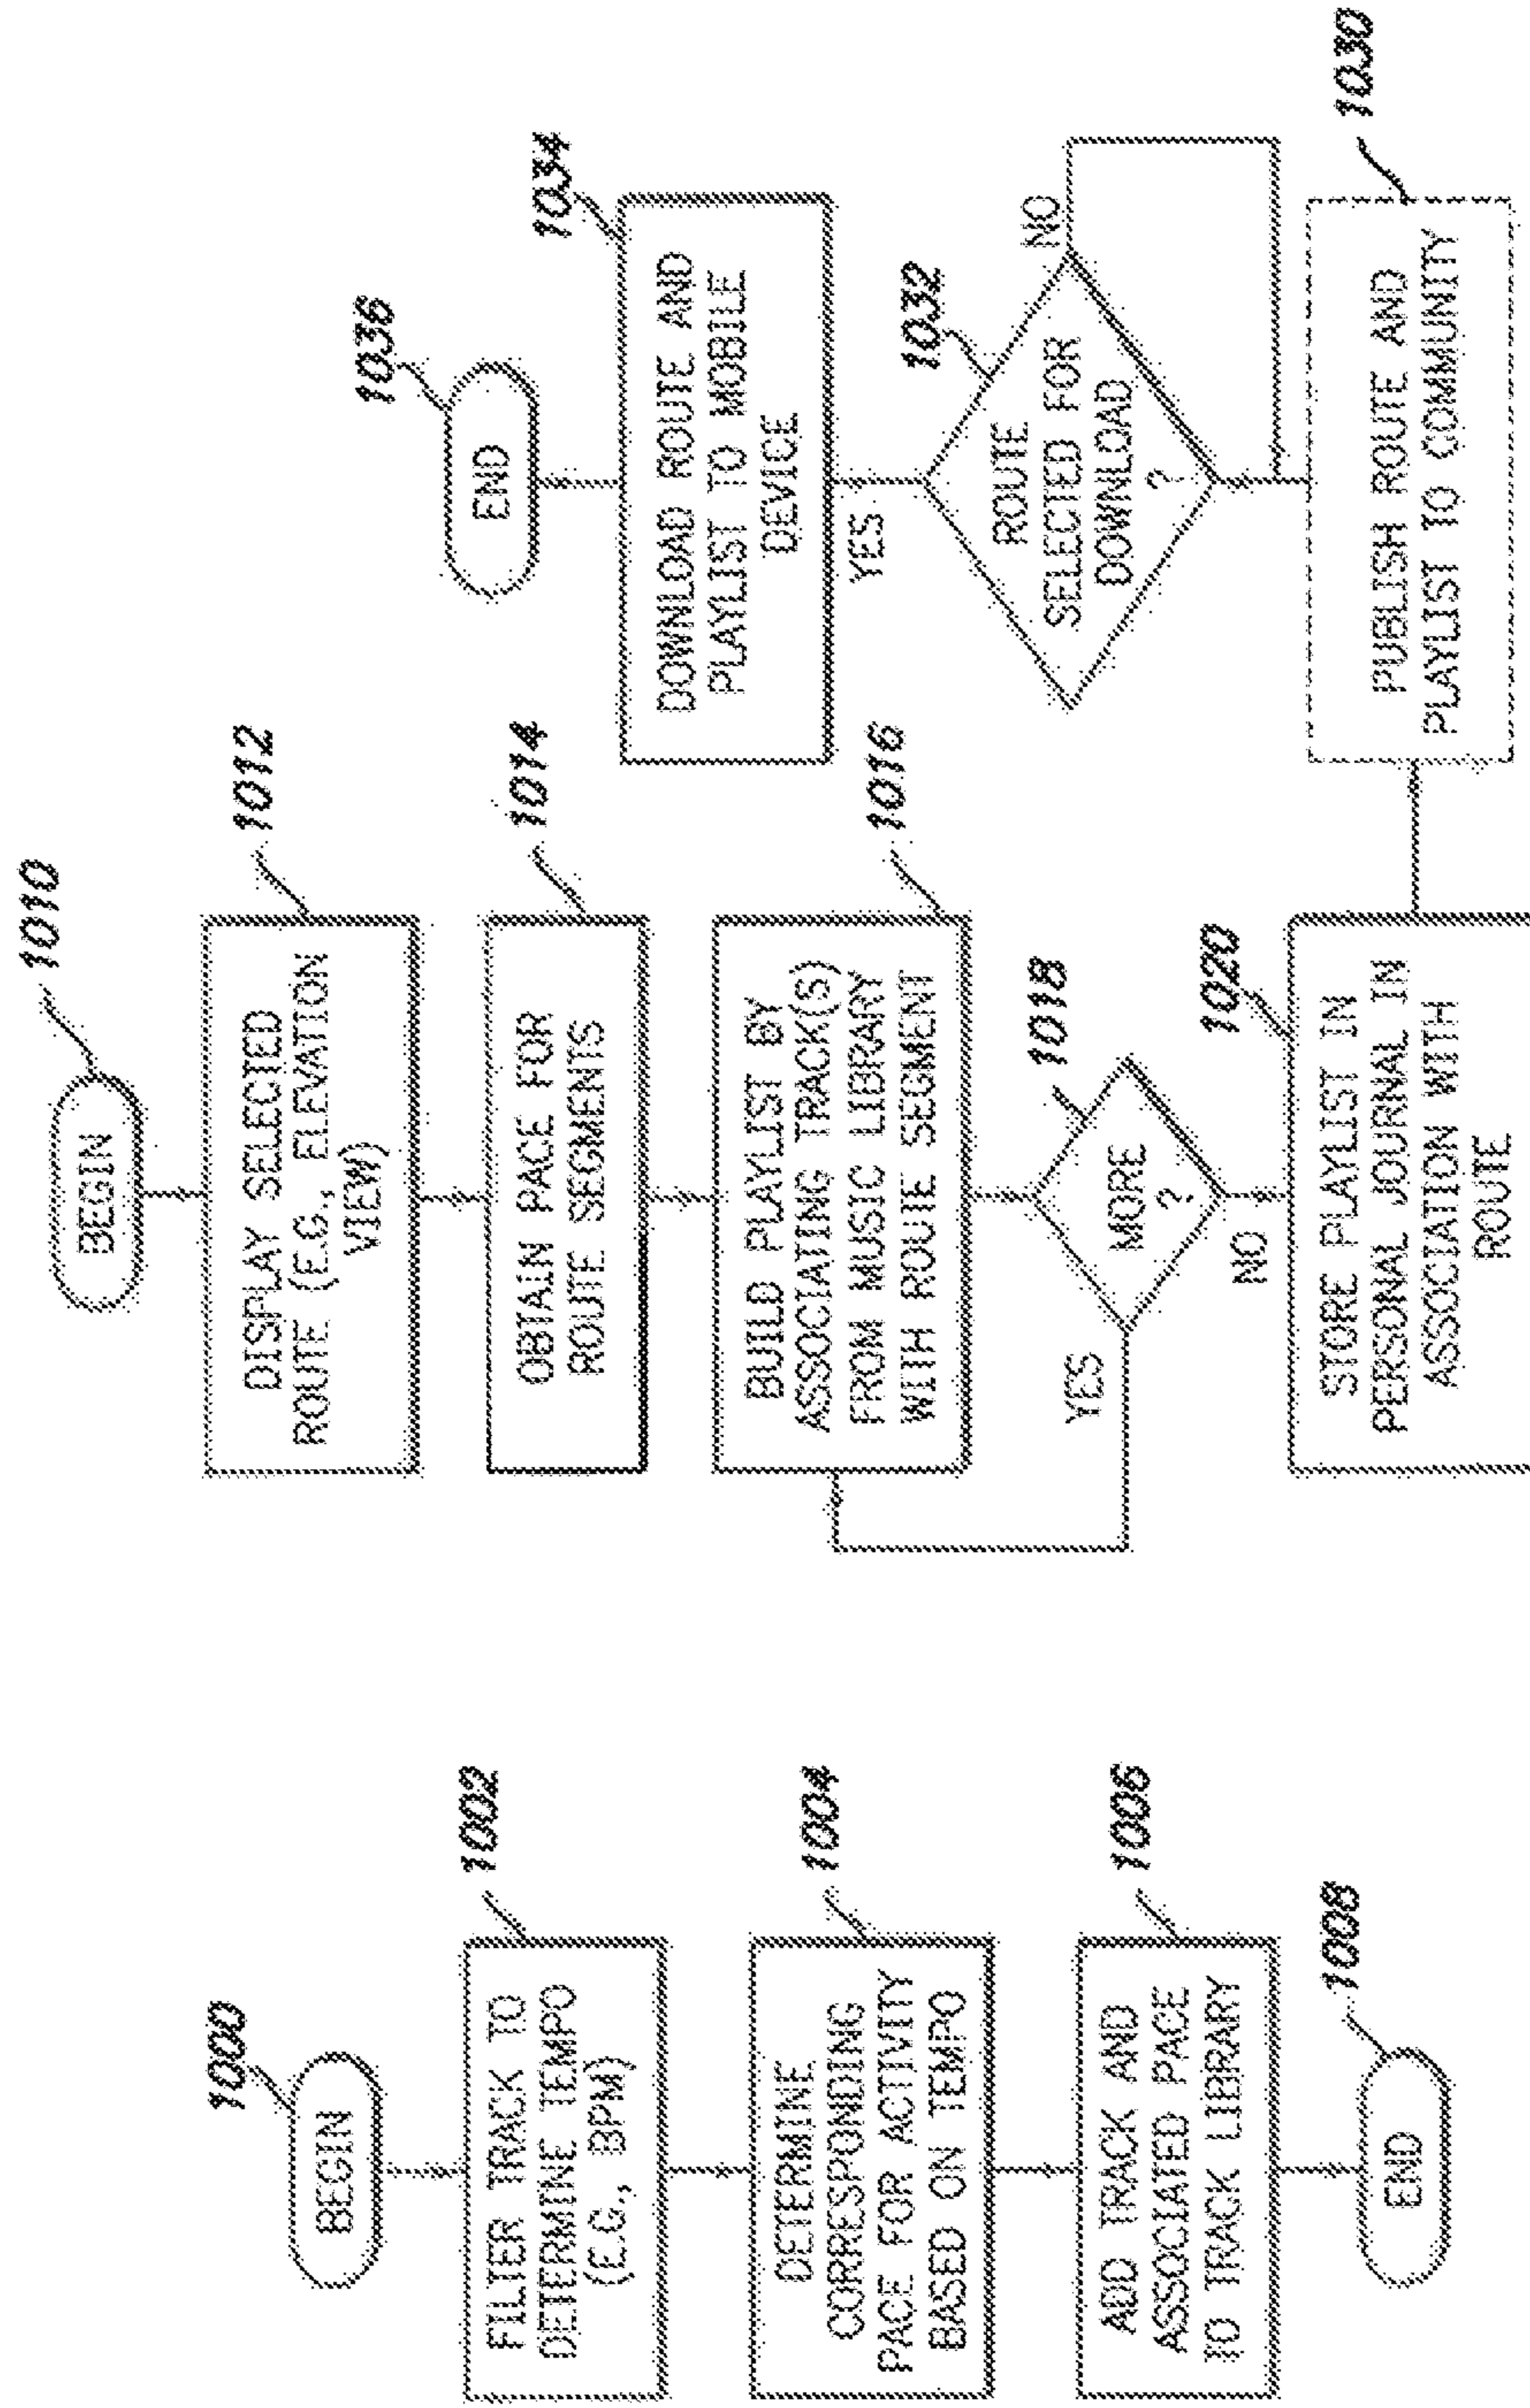 1000
BEGIN
1002
FILTER TRACK TO
DETERMINE TEMPO
(E.G., BPM)
1004
DETERMINE
CORRESPONDING
PACE FOR ACTIVITY
BASED ON TEMPO
1006
ADD TRACK AND
ASSOCIATED PACE
TO TRACK LIBRARY
1008
END
1010
BEGIN
1012
DISPLAY SELECTED
ROUTE (E.G., ELEVATION
VIEW)
1014
OBTAIN PACE FOR
ROUTE SEGMENTS
1016
BUILD PLAYLIST BY
ASSOCIATING TRACK(S)
FROM MUSIC LIBRARY
WITH ROUTE SEGMENT
1018
MORE
?
YES
NO
1020
STORE PLAYLIST IN
PERSONAL JOURNAL IN
ASSOCIATION WITH
ROUTE
1036
END
1034
DOWNLOAD ROUTE AND
PLAYLIST TO MOBILE
DEVICE
YES
1032
NO
ROUTE
SELECTED FOR
DOWNLOAD
?
1030
PUBLISH ROUTE AND
PLAYLIST TO COMMUNITY